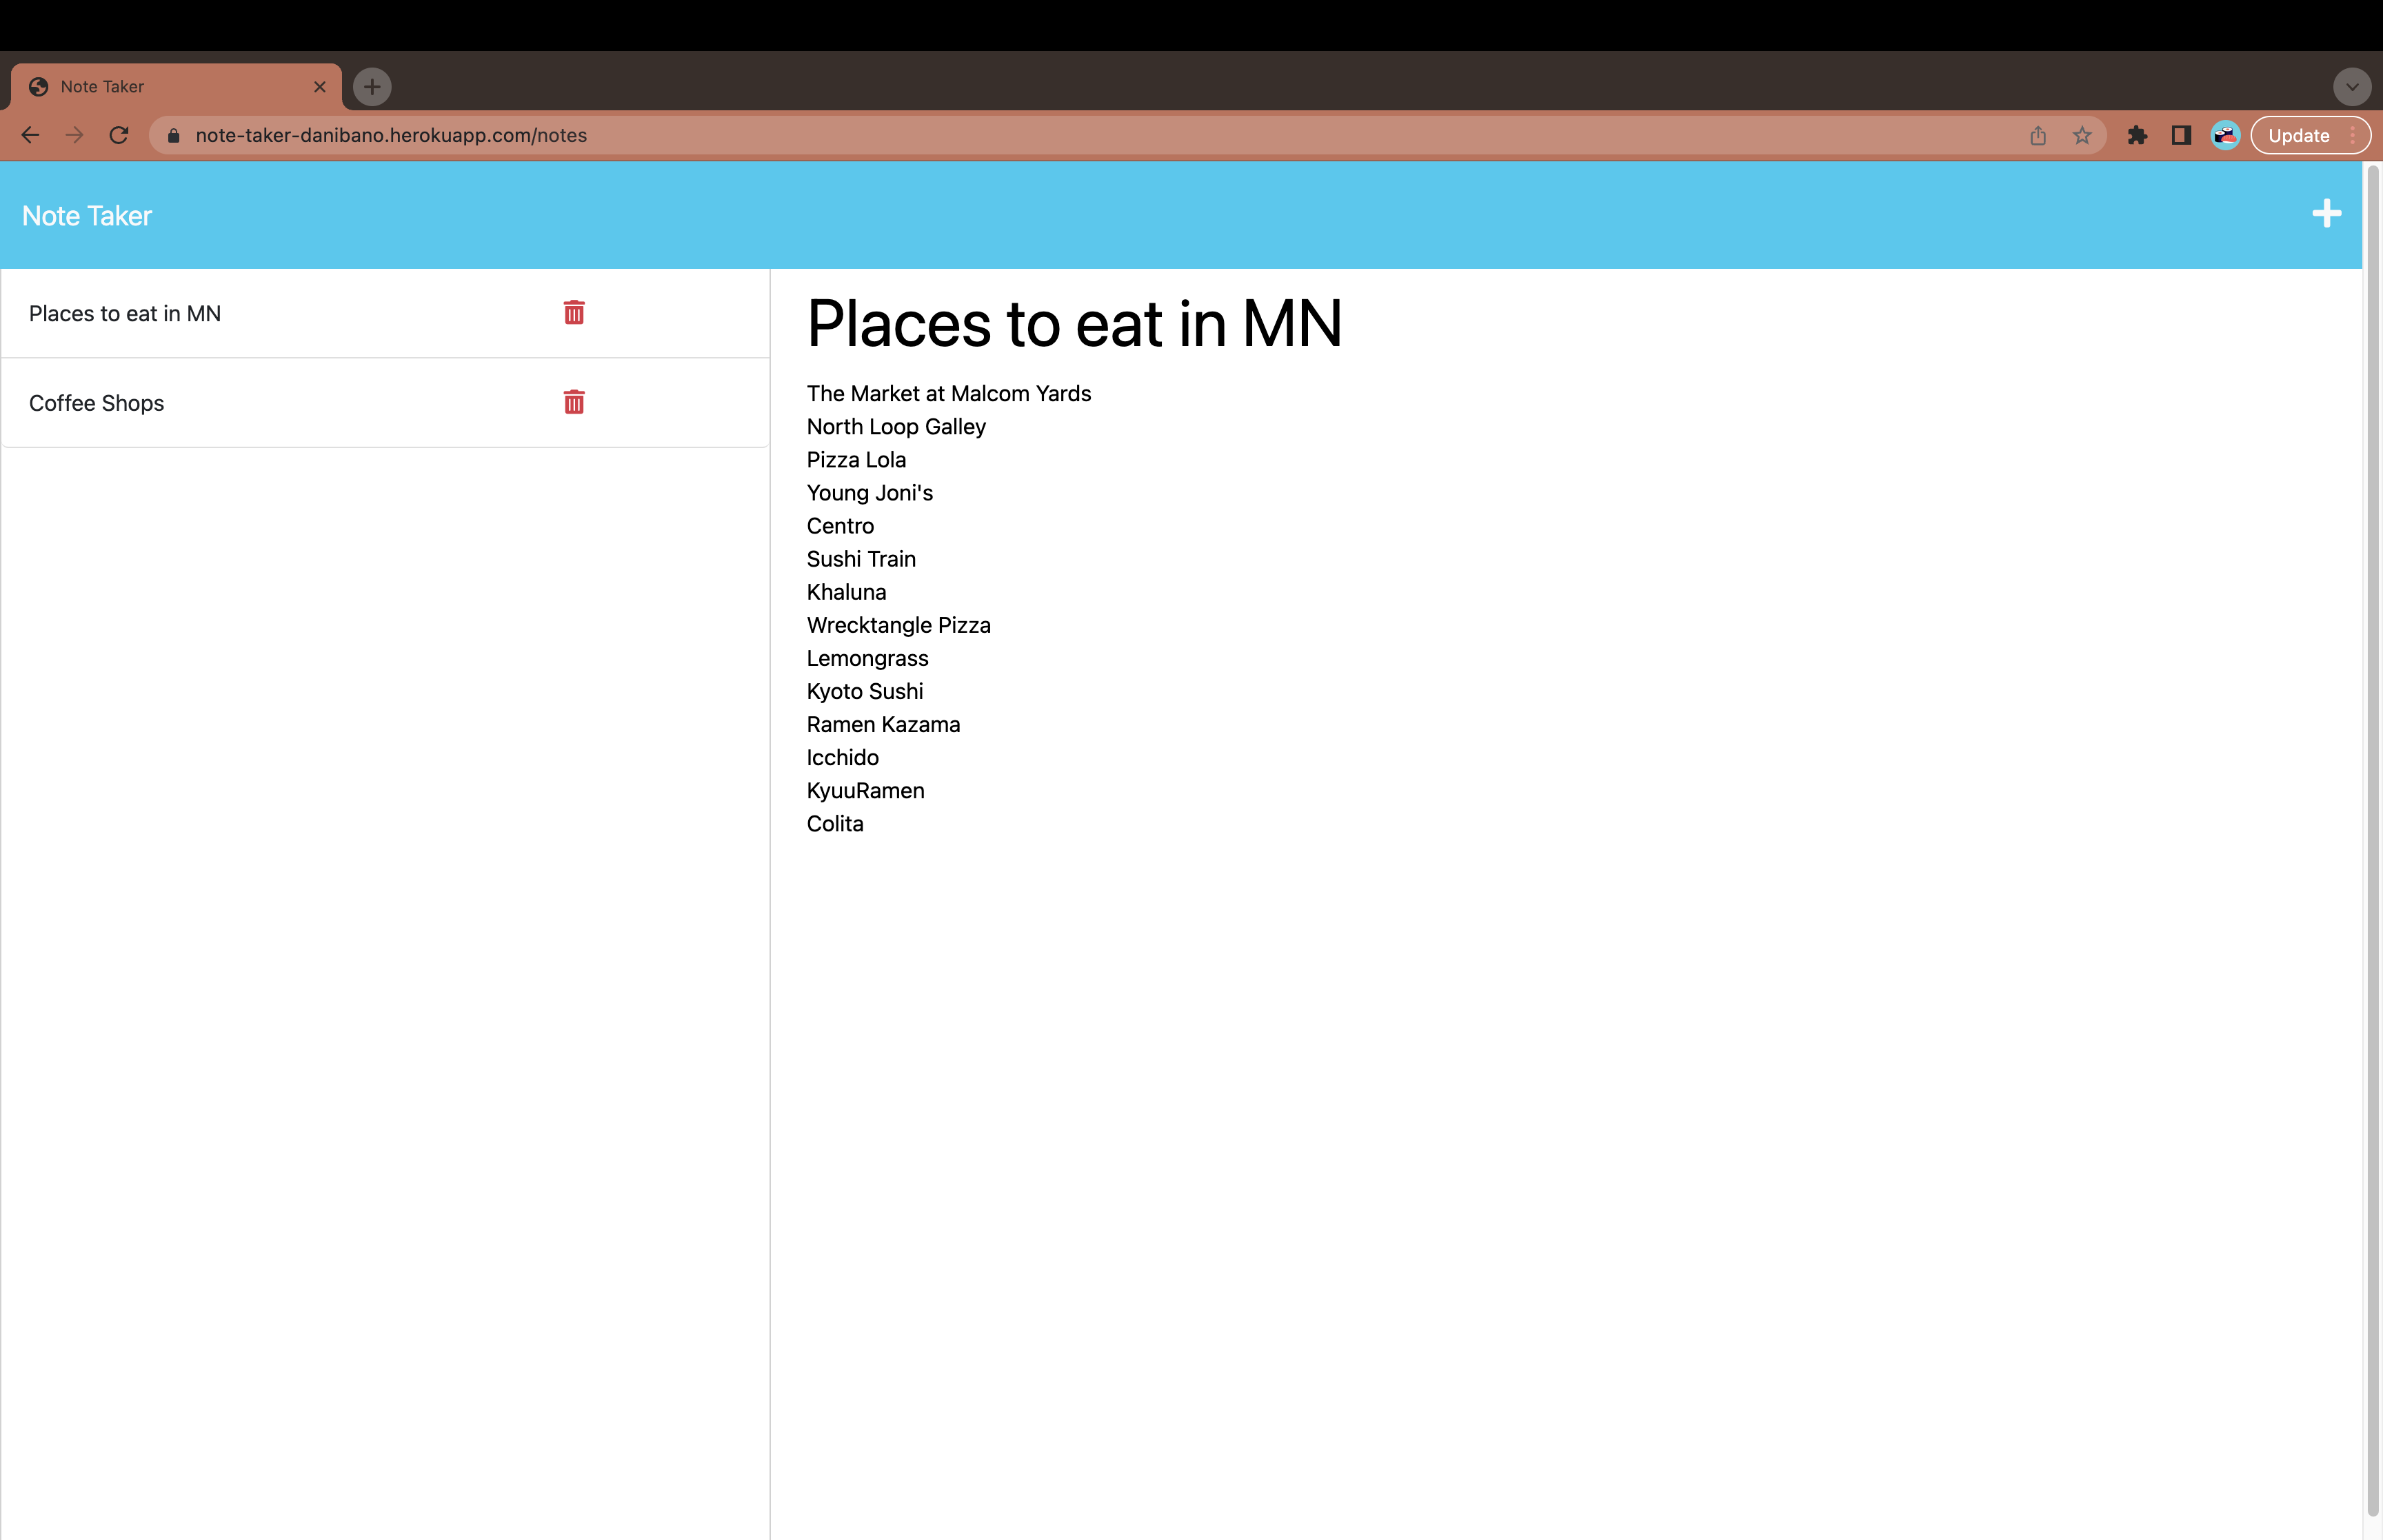 Note Taker
note-taker-danibano.herokuapp.com/notes
Update
Note Taker
Places to eat in MN
Coffee Shops
Places to eat in MN
The Market at Malcom Yards
North Loop Galley
Pizza Lola
Young Joni's
Centro
Sushi Train
Khaluna
Wrecktangle Pizza
Lemongrass
Kyoto Sushi
Ramen Kazama
Icchido
KyuuRamen
Colita